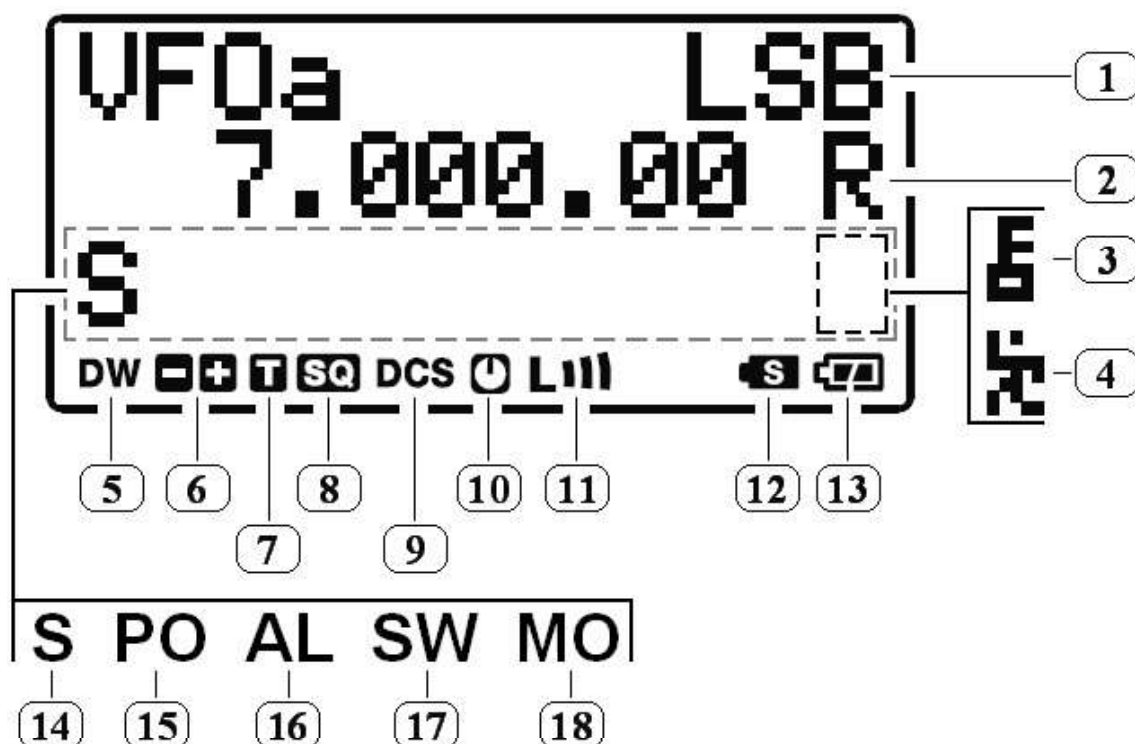 VFOa LSB 1
7.000.00 R 2
3
S
4
DW - + T SQ DCS L S
5 6 8 10 11 12 13
7 9
S PO AL SW MO
14 15 16 17 18